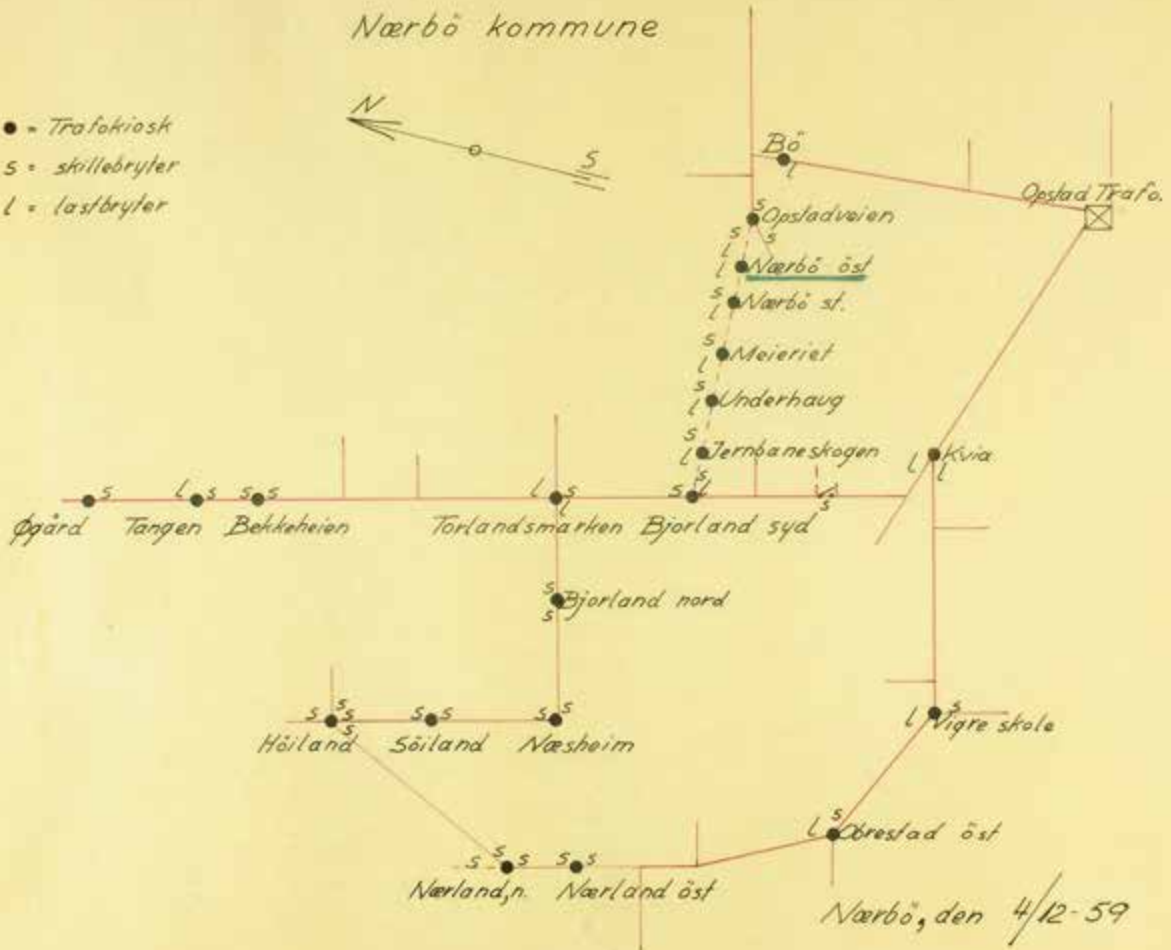 Nærbö kommune
● = Trafokiosk
s = skillebryter
l = lastbryter
N
S
Bö
l
Opstad Trafo.
s
Opstadveien
s s
l
l
Nærbö öst
s
l
Nærbö st.
s
l
Meieriet
s
l
Underhaug
s
l
Jernbaneskogen
l Kvia
l
s l s s s l s s s l s
l s
Øgård Tangen Bekkeheien Torlandsmarken Bjorland syd
s
s
Bjorland nord
s s s s s s s s
s
Höiland Söiland Næsheim
l s
Vigre skole
s
l
Obrestad öst
s s s s s
Nærland, n. Nærland öst
Nærbö, den 4/12-59